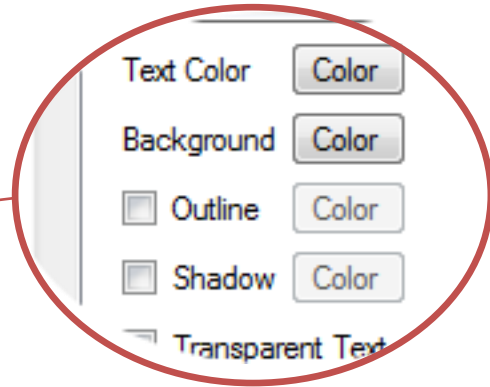 Text Color Color
Background Color
Outline Color
Shadow Color
Transparent Text